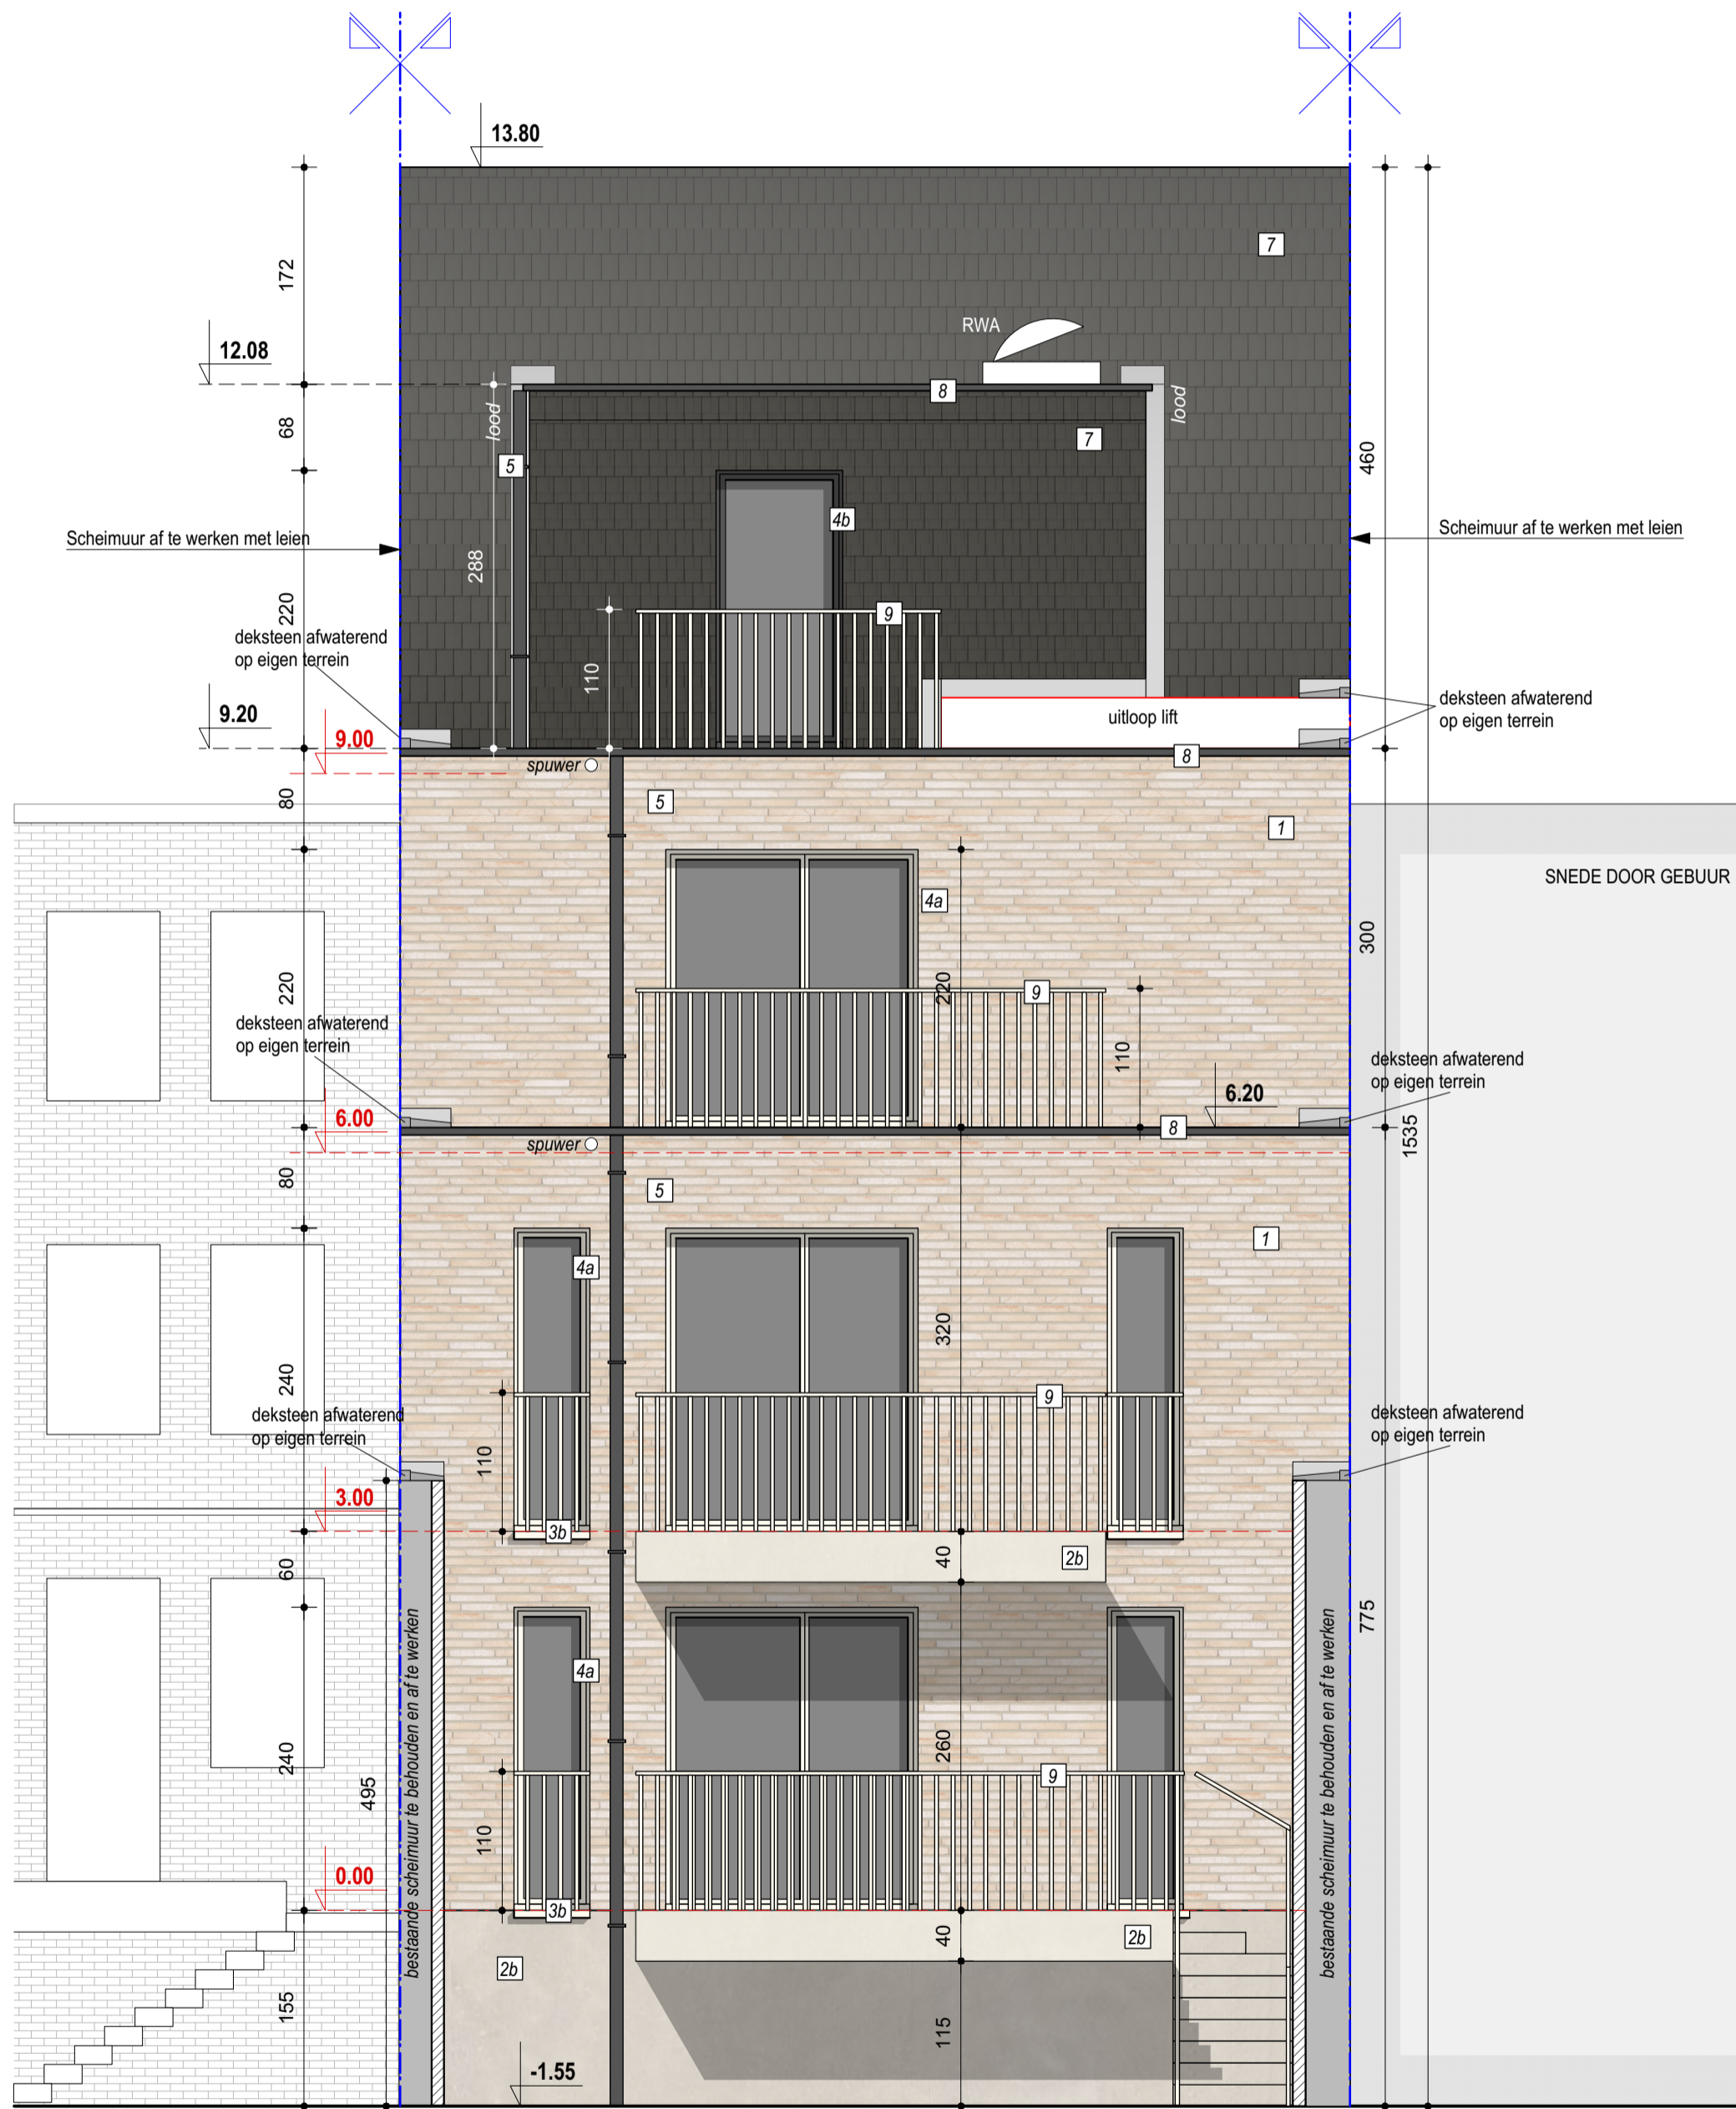 13.80
7
172
RWA
12.08
8
lood
lood
68
7
5
460
4b
Scheimuur af te werken met leien
Scheimuur af te werken met leien
288
220
9
deksteen afwaterend
op eigen terrein
110
deksteen afwaterend
op eigen terrein
9.20
uitloop lift
9.00
8
spuwer
80
5
1
SNEDE DOOR GEBUUR
4a
300
220
220
9
deksteen afwaterend
op eigen terrein
110
deksteen afwaterend
op eigen terrein
6.20
6.00
8
1535
spuwer
80
5
1
4a
320
240
9
deksteen afwaterend
op eigen terrein
deksteen afwaterend
op eigen terrein
110
3.00
3b
60
40
2b
775
bestaande scheimuur te behouden en af te werken
bestaande scheimuur te behouden en af te werken
4a
260
240
495
9
110
0.00
3b
40
2b
2b
155
115
-1.55